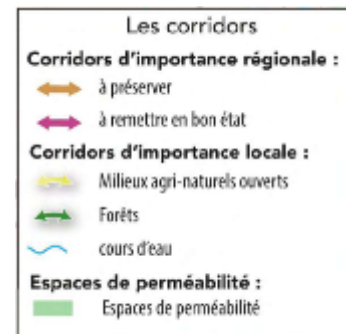 Les corridors
Corridors d'importance régionale :
à préserver
à remettre en bon état
Corridors d'importance locale :
Milieux agri-naturels ouverts
Forêts
cours d'eau
Espaces de perméabilité :
Espaces de perméabilité